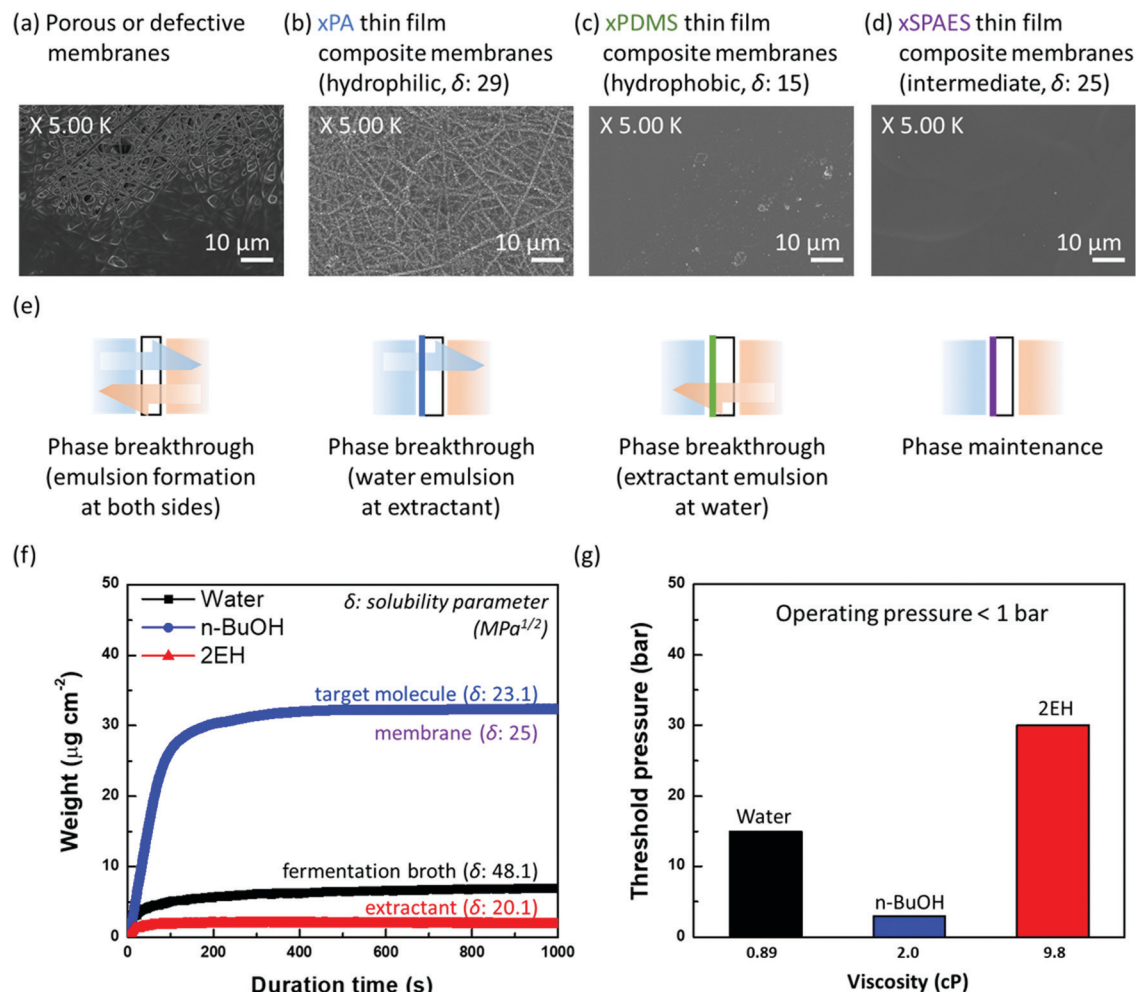 (a) Porous or defective
membranes
(b) xPA thin film
composite membranes
(hydrophilic, δ: 29)
(c) xPDMS thin film
composite membranes
(hydrophobic, δ: 15)
(d) xSPAES thin film
composite membranes
(intermediate, δ: 25)
X 5.00 K
10 μm
X 5.00 K
10 μm
X 5.00 K
10 μm
X 5.00 K
10 μm
(e)
Phase breakthrough
(emulsion formation
at both sides)
Phase breakthrough
(water emulsion
at extractant)
Phase breakthrough
(extractant emulsion
at water)
Phase maintenance
(f)
Water
n-BuOH
2EH
δ: solubility parameter
(MPa1/2)
target molecule (δ: 23.1)
membrane (δ: 25)
fermentation broth (δ: 48.1)
extractant (δ: 20.1)
Weight (μg cm-2)
50
40
30
20
10
0
0 200 400 600 800 1000
Duration time (s)
(g)
Operating pressure < 1 bar
Threshold pressure (bar)
50
40
30
20
10
0
Water
n-BuOH
2EH
0.89 2.0 9.8
Viscosity (cP)